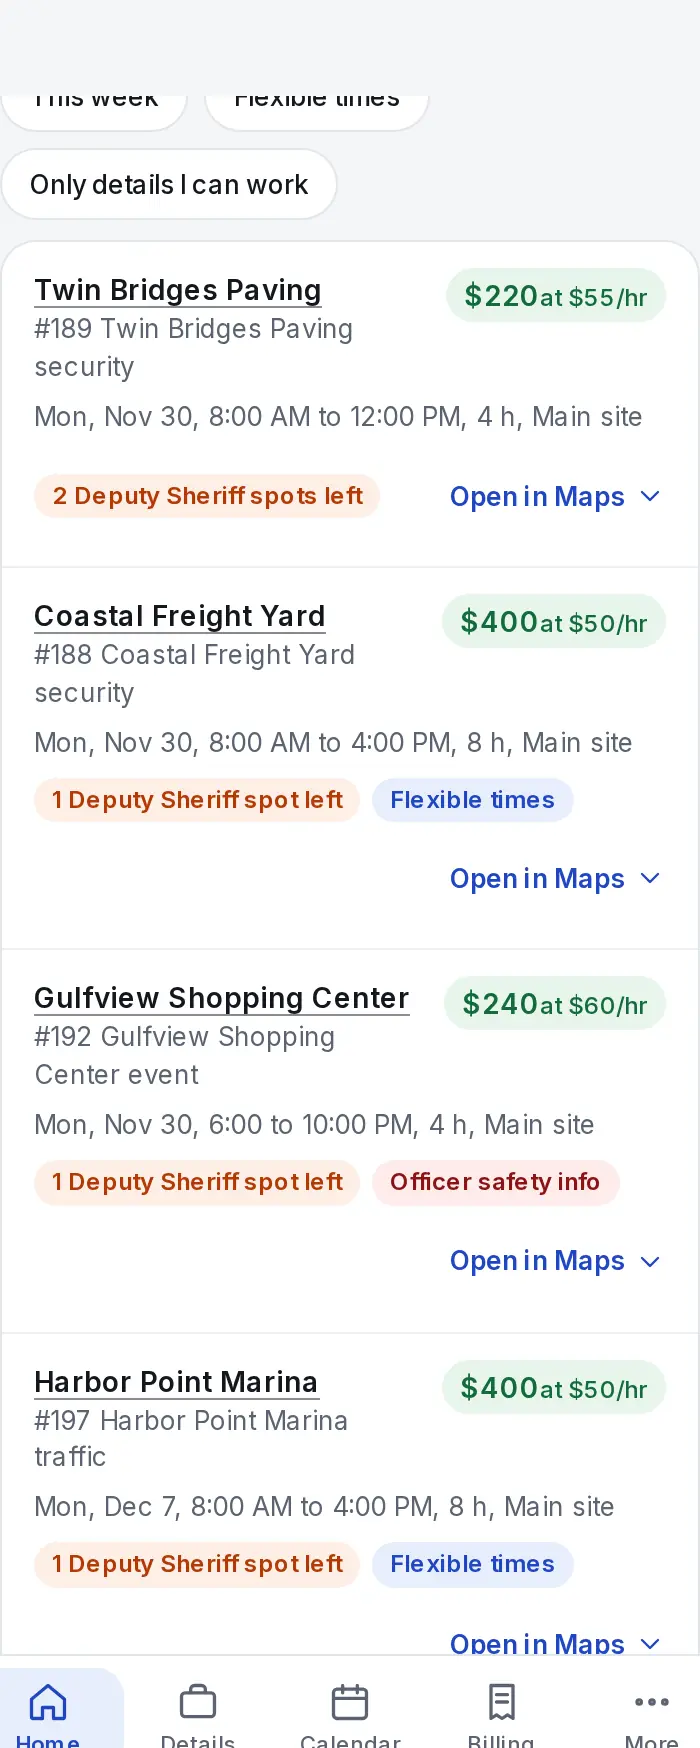 This week Flexible times
Only details I can work
Twin Bridges Paving
$220 at $55/hr
#189 Twin Bridges Paving
security
Mon, Nov 30, 8:00 AM to 12:00 PM, 4 h, Main site
2 Deputy Sheriff spots left
Open in Maps
Coastal Freight Yard
$400 at $50/hr
#188 Coastal Freight Yard
security
Mon, Nov 30, 8:00 AM to 4:00 PM, 8 h, Main site
1 Deputy Sheriff spot left
Flexible times
Open in Maps
Gulfview Shopping Center
$240 at $60/hr
#192 Gulfview Shopping
Center event
Mon, Nov 30, 6:00 to 10:00 PM, 4 h, Main site
1 Deputy Sheriff spot left
Officer safety info
Open in Maps
Harbor Point Marina
$400 at $50/hr
#197 Harbor Point Marina
traffic
Mon, Dec 7, 8:00 AM to 4:00 PM, 8 h, Main site
1 Deputy Sheriff spot left
Flexible times
Open in Maps
Home Details Calendar Billing More